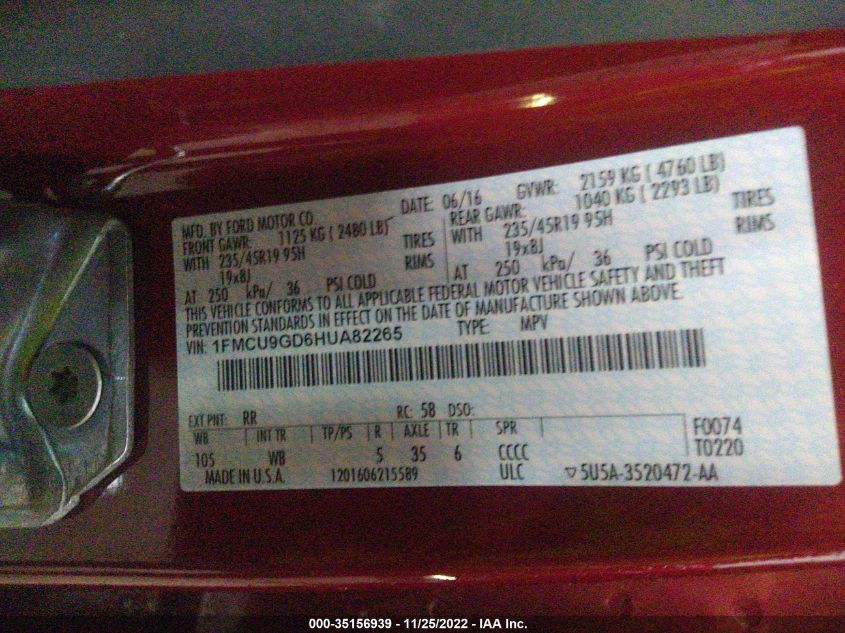 MFD. BY FORD MOTOR CO. DATE: 06/16 GVWR: 2159 KG ( 4760 LB)
FRONT GAWR: 1125 KG ( 2480 LB) REAR GAWR: 1040 KG ( 2293 LB)
WITH 235/45R19 95H TIRES WITH 235/45R19 95H TIRES
19x8J RIMS 19x8J RIMS
AT 250 kPa/ 36 PSI COLD AT 250 kPa/ 36 PSI COLD
THIS VEHICLE CONFORMS TO ALL APPLICABLE FEDERAL MOTOR VEHICLE SAFETY AND THEFT
PREVENTION STANDARDS IN EFFECT ON THE DATE OF MANUFACTURE SHOWN ABOVE.
VIN: 1FMCU9GD6HUA82265 TYPE: MPV
EXT PNT: RR RC: 58 DSO:
WB INT TR TP/PS R AXLE TR SPR F0074
105 WB 5 35 6 CCCC T0220
MADE IN U.S.A. 1201606215589 ULC ▽5U5A-3520472-AA
000-35156939 - 11/25/2022 - IAA Inc.